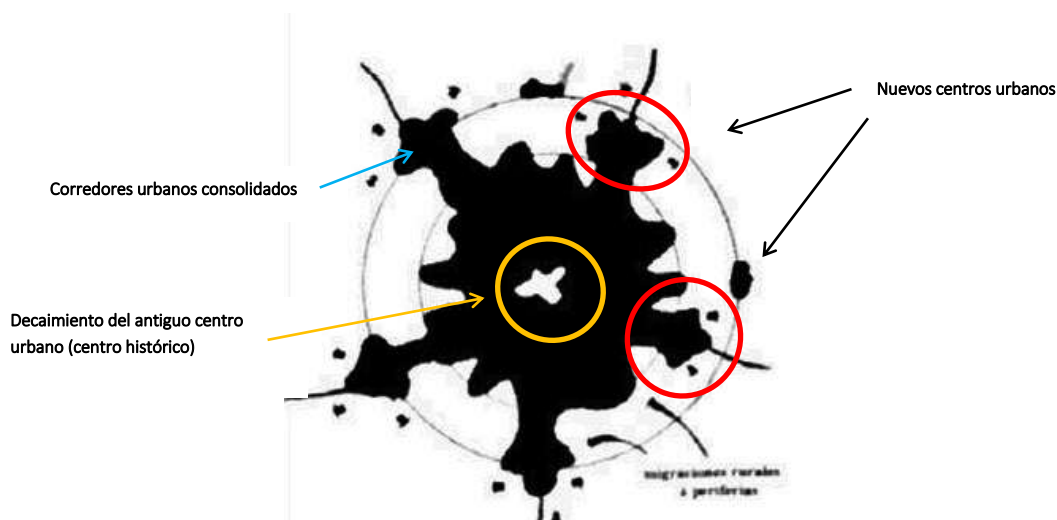 Nuevos centros urbanos
Corredores urbanos consolidados
Decaimiento del antiguo centro
urbano (centro histórico)
migraciones rurales
a periferias